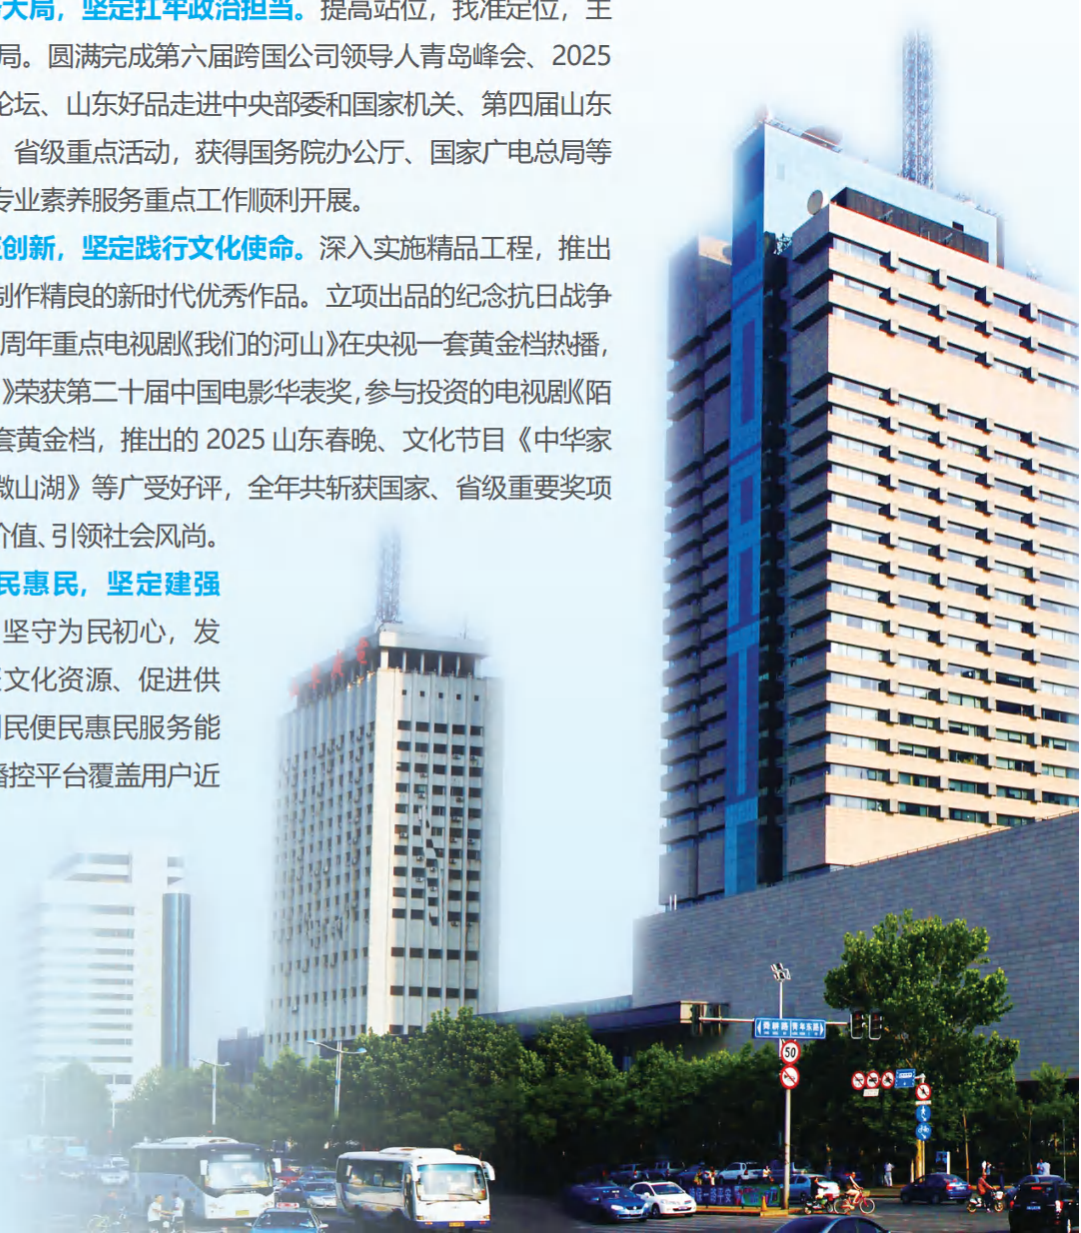 大局，坚定扛牢政治担当。提高站位，找准定位，主
局。圆满完成第六届跨国公司领导人青岛峰会、2025
论坛、山东好品走进中央部委和国家机关、第四届山东
省级重点活动，获得国务院办公厅、国家广电总局等
专业素养服务重点工作顺利开展。
创新，坚定践行文化使命。深入实施精品工程，推出
制作精良的新时代优秀作品。立项出品的纪念抗日战争
周年重点电视剧《我们的河山》在央视一套黄金档热播，
》荣获第二十届中国电影华表奖，参与投资的电视剧《陌
套黄金档，推出的 2025 山东春晚、文化节目《中华家
微山湖》等广受好评，全年共斩获国家、省级重要奖项
价值、引领社会风尚。
民惠民，坚定建强
坚守为民初心，发
文化资源、促进供
民便民惠民服务能
播控平台覆盖用户近
青年东路
50